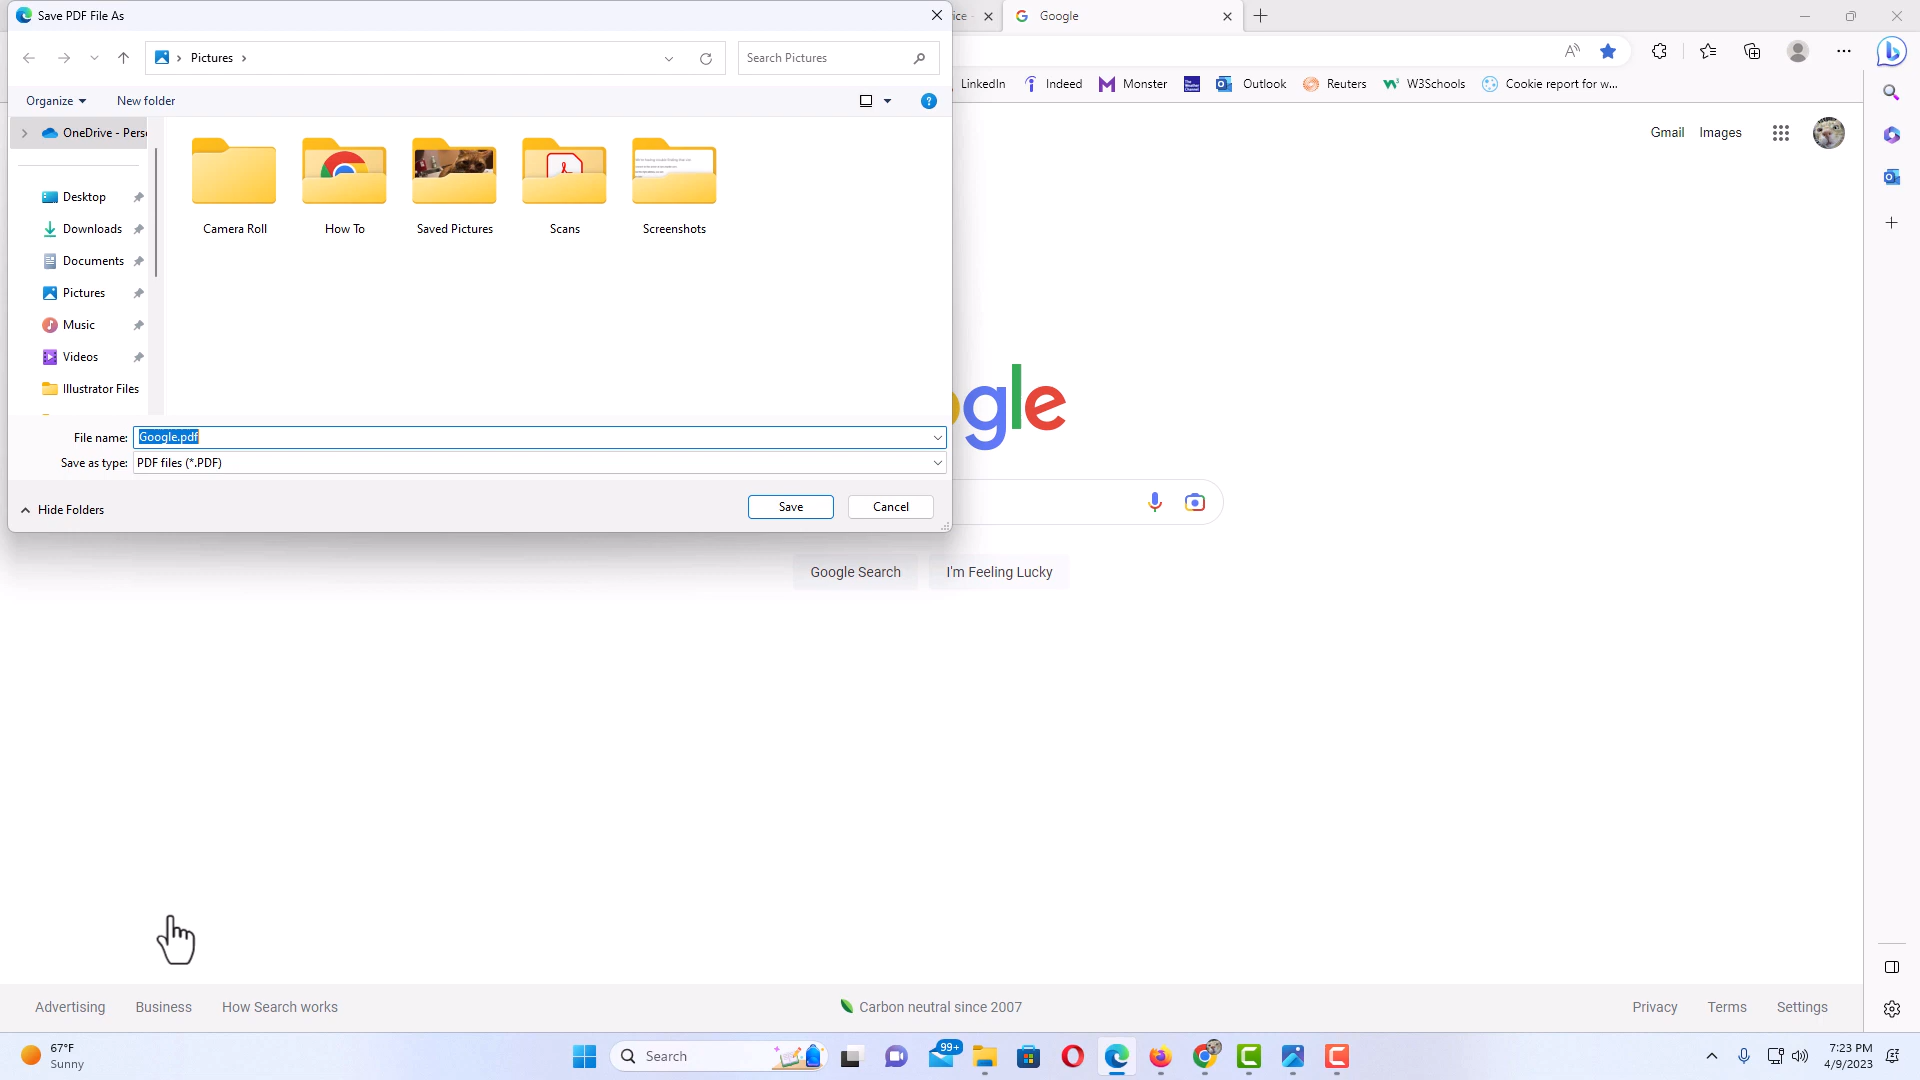 Save PDF File As
ice -
Google
Pictures
Search Pictures
LinkedIn
Indeed
Monster
Outlook
Reuters
W3Schools
Cookie report for w...
Organize
New folder
OneDrive - Perso
Gmail
Images
Desktop
Downloads
Documents
Pictures
Music
Videos
Illustrator Files
Camera Roll
How To
Saved Pictures
Scans
Screenshots
ogle
File name:
Google.pdf
Save as type:
PDF files (*.PDF)
Hide Folders
Save
Cancel
Google Search
I'm Feeling Lucky
Advertising
Business
How Search works
Carbon neutral since 2007
Privacy
Terms
Settings
67°F
Sunny
Search
99+
7:23 PM
4/9/2023